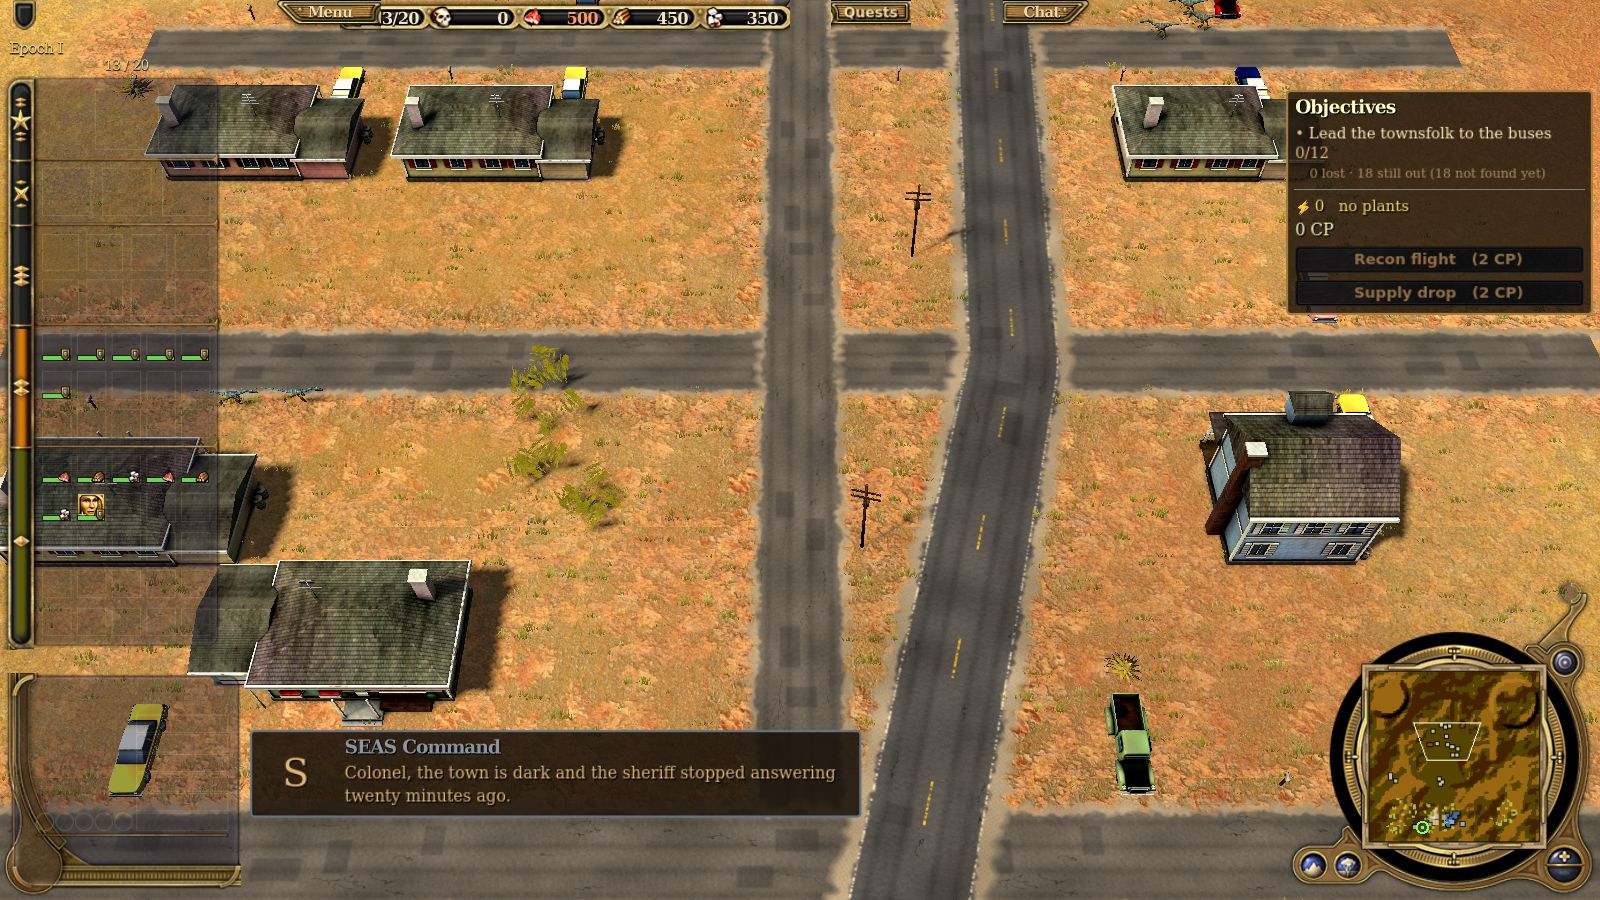 Menu
3/20
0
500
450
350
Quests
Chat
Epoch I
13 / 20
Objectives
• Lead the townsfolk to the buses
0/12
0 lost · 18 still out (18 not found yet)
0 no plants
0 CP
Recon flight (2 CP)
Supply drop (2 CP)
S
SEAS Command
Colonel, the town is dark and the sheriff stopped answering
twenty minutes ago.